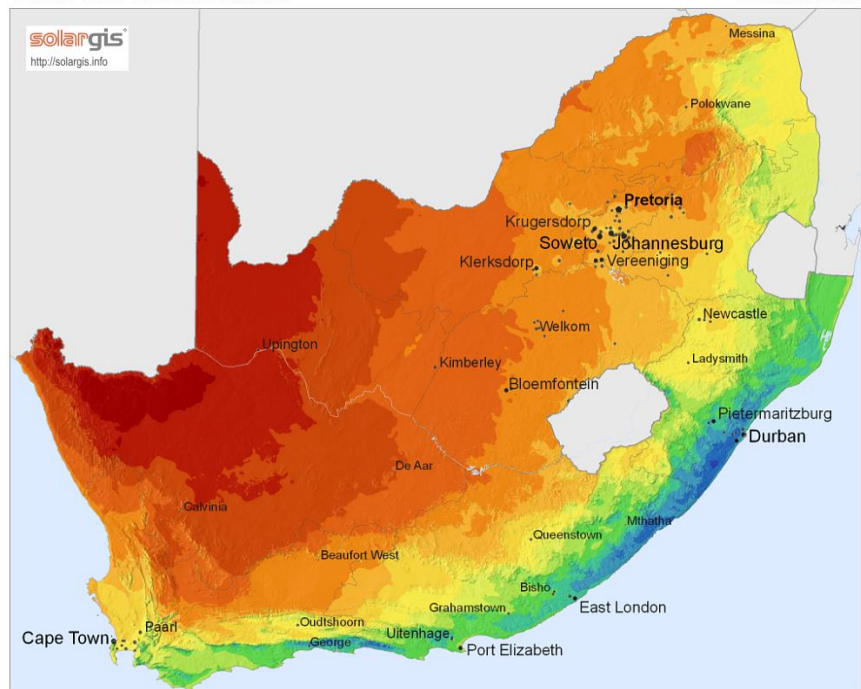 solargis
http://solargis.info
Messina
Polokwane
Pretoria
Krugersdorp
Soweto Johannesburg
Klerksdorp Vereeniging
Newcastle
Welkom
Upington
Ladysmith
Kimberley
Bloemfontein
Pietermaritzburg
Durban
De Aar
Calvinia
Mthatha
Queenstown
Beaufort West
Bisho
East London
Grahamstown
Oudtshoorn
Paarl
Cape Town
George
Uitenhage
Port Elizabeth